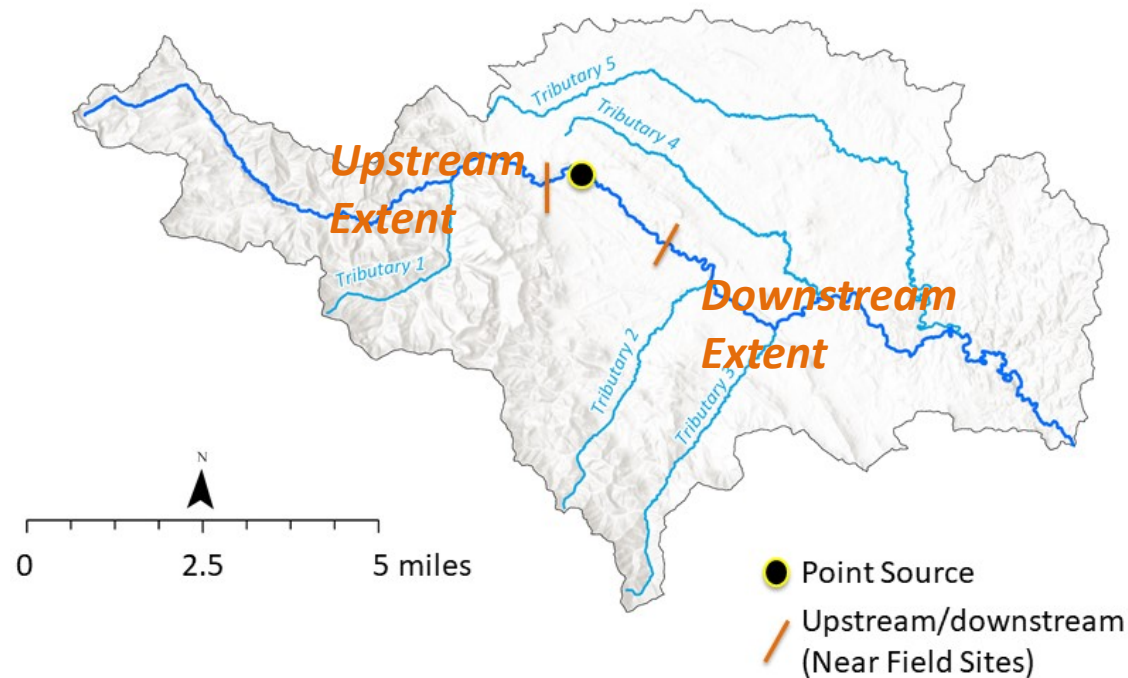 Tributary 5
Tributary 4
Upstream
Extent
Tributary 1
Downstream
Extent
Tributary 2
Tributary 3
N
0 2.5 5 miles
Point Source
Upstream/downstream
(Near Field Sites)